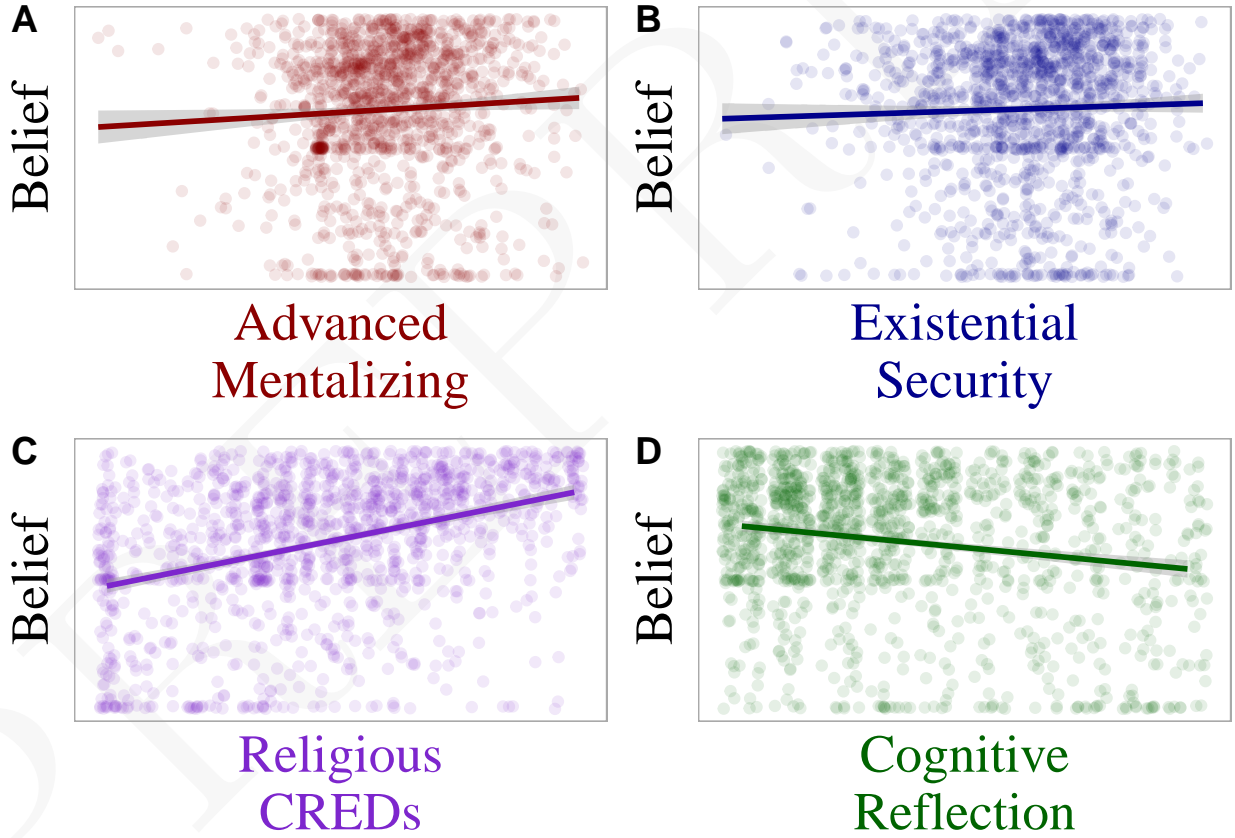 A
Belief
Advanced
Mentalizing
B
Belief
Existential
Security
C
Belief
Religious
CREDs
D
Belief
Cognitive
Reflection